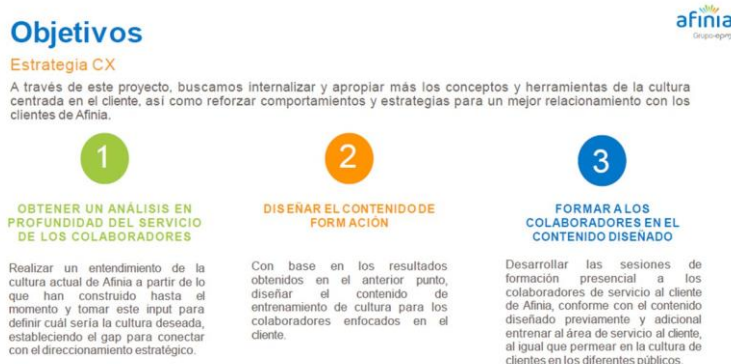 Objetivos
afinia
Grupo·epm
Estrategia CX
A través de este proyecto, buscamos internalizar y apropiar más los conceptos y herramientas de la cultura
centrada en el cliente, así como reforzar comportamientos y estrategias para un mejor relacionamiento con los
clientes de Afinia.
1
OBTENER UN ANÁLISIS EN
PROFUNDIDAD DEL SERVICIO
DE LOS COLABORADORES
Realizar un entendimiento de la
cultura actual de Afinia a partir de lo
que han construido hasta el
momento y tomar este input para
definir cuál sería la cultura deseada,
estableciendo el gap para conectar
con el direccionamiento estratégico.
2
DISEÑAR EL CONTENIDO DE
FORMACIÓN
Con base en los resultados
obtenidos en el anterior punto,
diseñar el contenido de
entrenamiento de cultura para los
colaboradores enfocados en el
cliente.
3
FORMAR A LOS
COLABORADORES EN EL
CONTENIDO DISEÑADO
Desarrollar las sesiones de
formación presencial a los
colaboradores de servicio al cliente
de Afinia, conforme con el contenido
diseñado previamente y adicional
entrenar al área de servicio al cliente,
al igual que permear en la cultura de
clientes en los diferentes públicos.